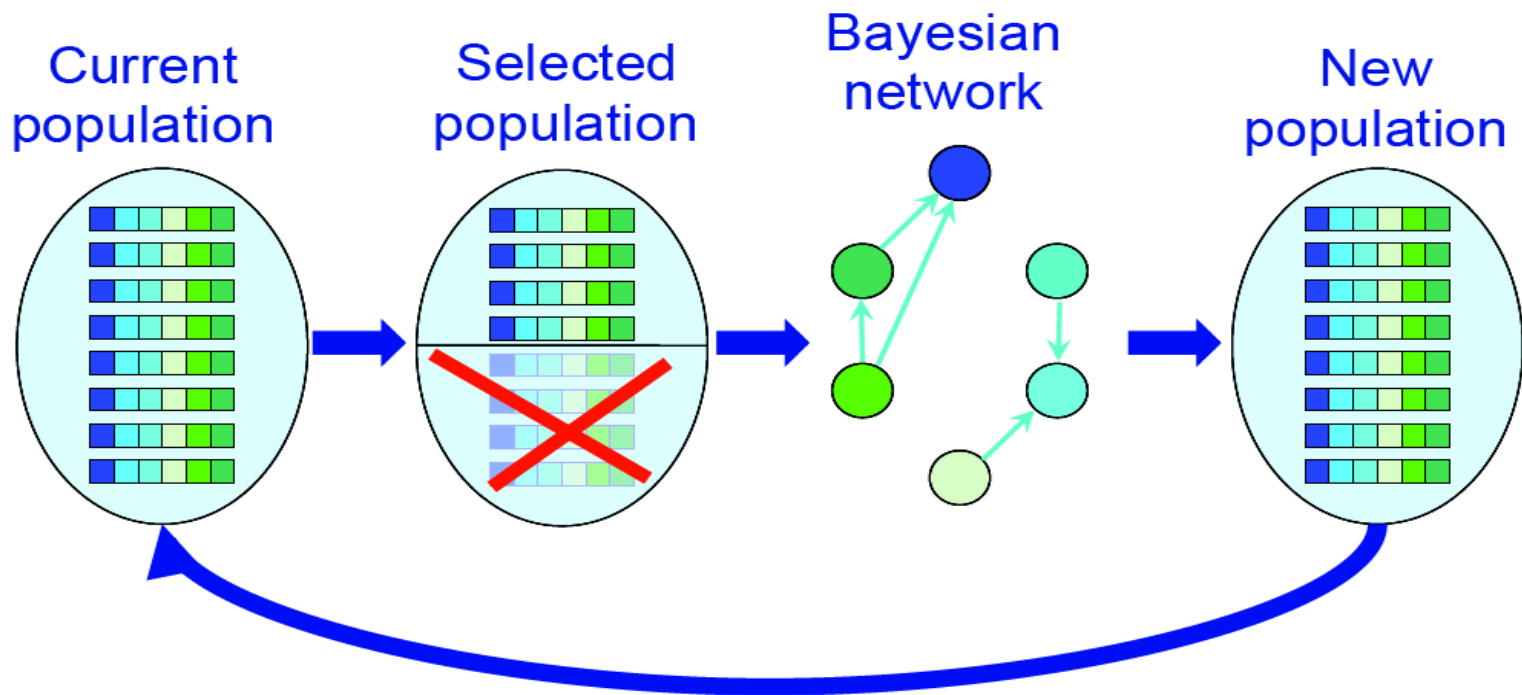 Current
population
Selected
population
Bayesian
network
New
population